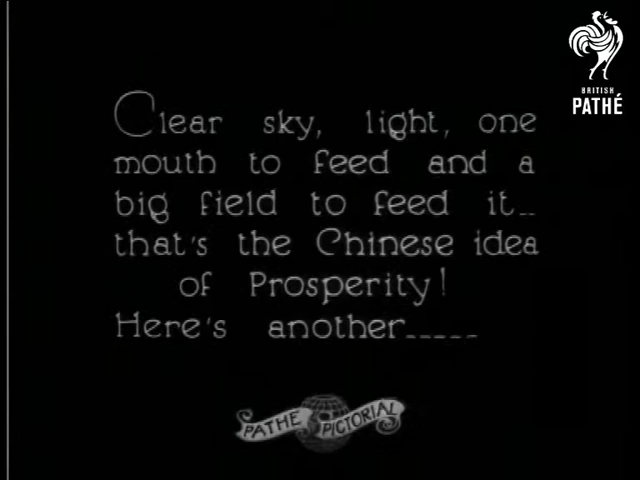 BRITISH
PATHÉ
Clear sky, light, one
mouth to feed and a
big field to feed it--
that's the Chinese idea
of Prosperity!
Here's another-----
PATHE PICTORIAL